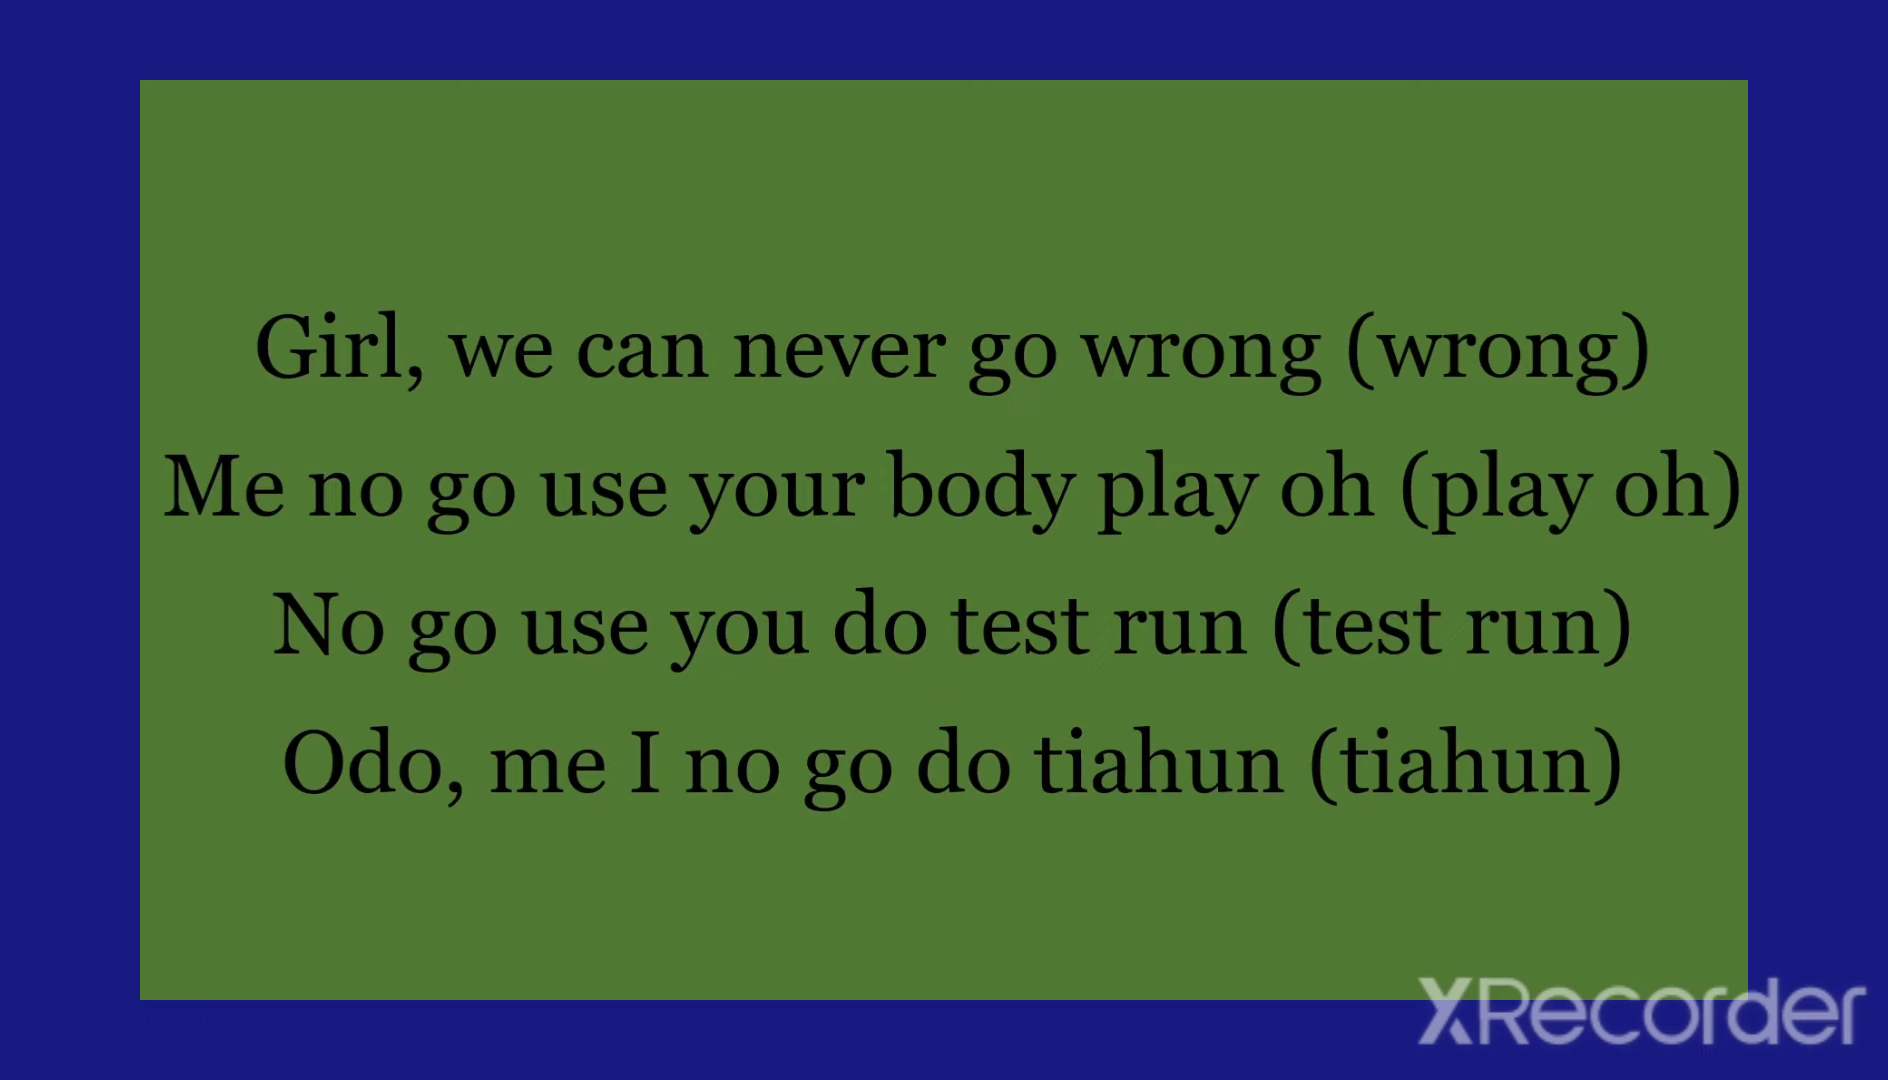 Girl, we can never go wrong (wrong)
Me no go use your body play oh (play oh)
No go use you do test run (test run)
Odo, me I no go do tiahun (tiahun)
XRecorder